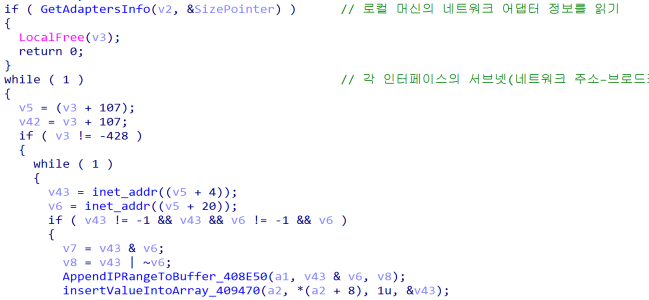 if ( GetAdaptersInfo(v2, &SizePointer) ) // 로컬 머신의 네트워크 어댑터 정보를 읽기
{
LocalFree(v3);
return 0;
}
while ( 1 ) // 각 인터페이스의 서브넷(네트워크 주소-브로드
{
v5 = (v3 + 107);
v42 = v3 + 107;
if ( v3 != -428 )
{
while ( 1 )
{
v43 = inet_addr((v5 + 4));
v6 = inet_addr((v5 + 20));
if ( v43 != -1 && v43 && v6 != -1 && v6 )
{
v7 = v43 & v6;
v8 = v43 | ~v6;
AppendIPRangeToBuffer_408E50(a1, v43 & v6, v8);
insertValueIntoArray_409470(a2, *(a2 + 8), 1u, &v43);